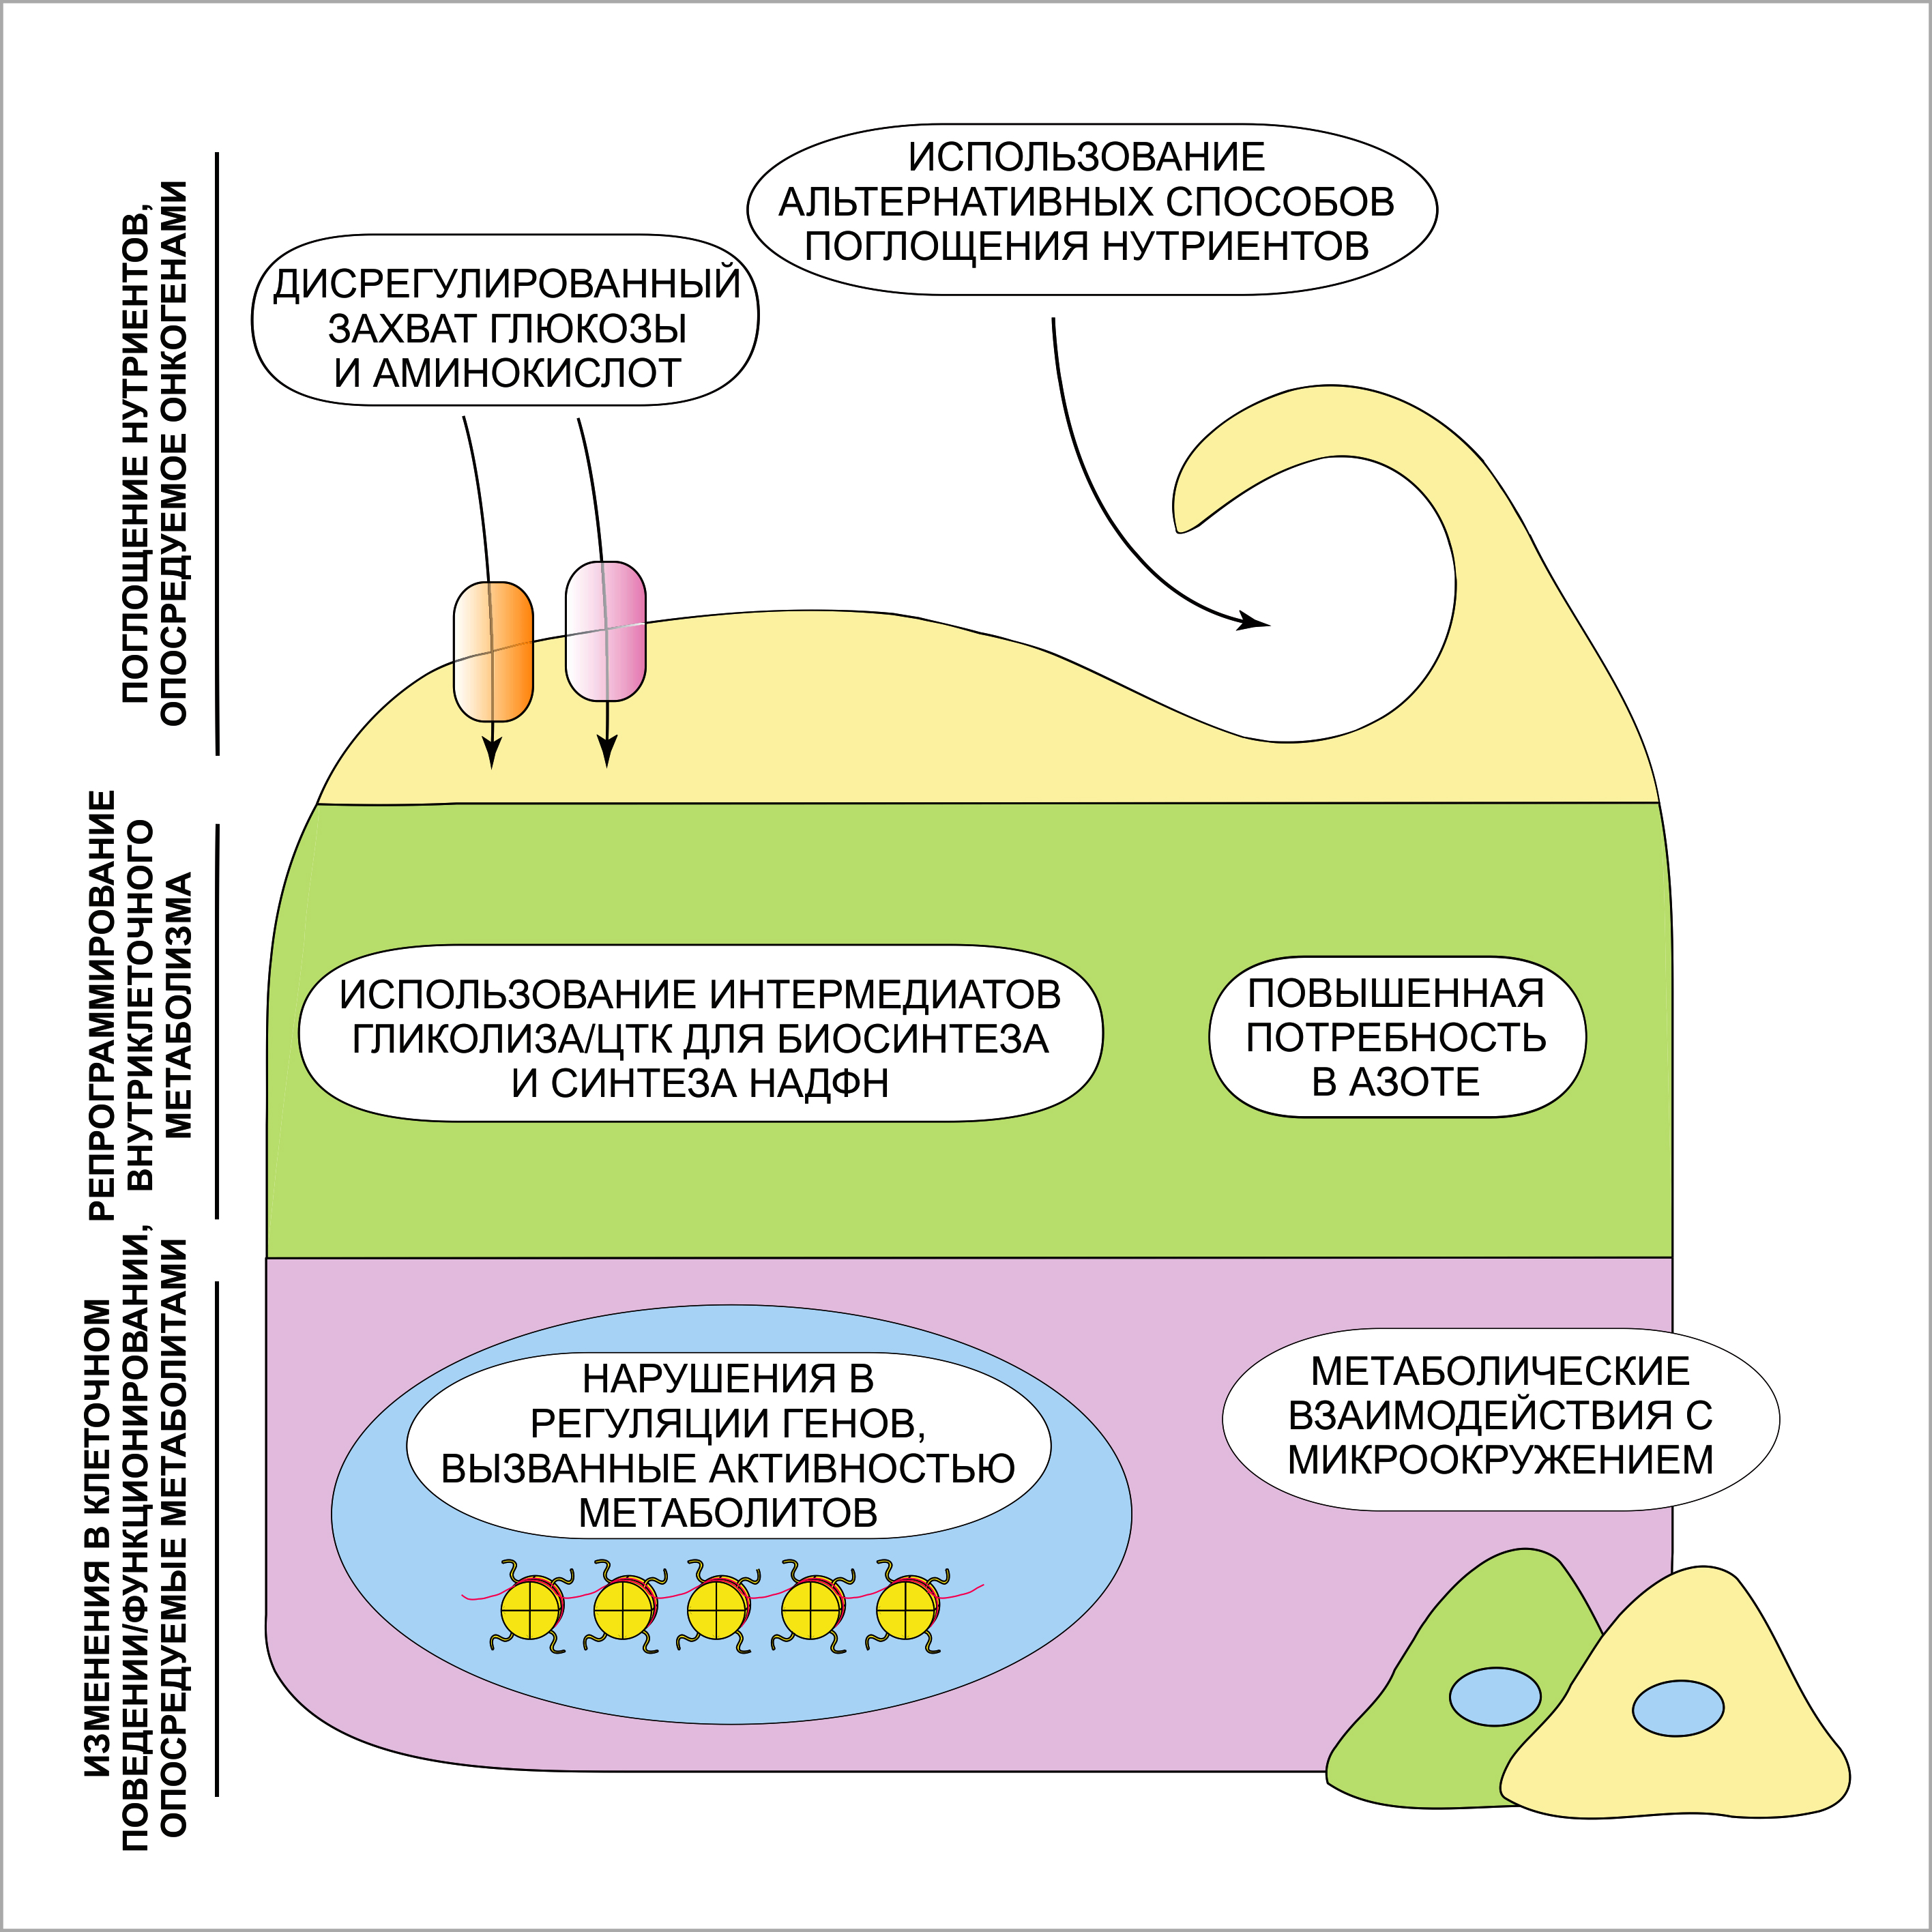 ПОГЛОЩЕНИЕ НУТРИЕНТОВ,
ОПОСРЕДУЕМОЕ ОНКОГЕНАМИ
ИСПОЛЬЗОВАНИЕ
АЛЬТЕРНАТИВНЫХ СПОСОБОВ
ПОГЛОЩЕНИЯ НУТРИЕНТОВ
ДИСРЕГУЛИРОВАННЫЙ
ЗАХВАТ ГЛЮКОЗЫ
И АМИНОКИСЛОТ
РЕПРОГРАММИРОВАНИЕ
ВНУТРИКЛЕТОЧНОГО
МЕТАБОЛИЗМА
ИСПОЛЬЗОВАНИЕ ИНТЕРМЕДИАТОВ
ГЛИКОЛИЗА/ЦТК ДЛЯ БИОСИНТЕЗА
И СИНТЕЗА НАДФН
ПОВЫШЕННАЯ
ПОТРЕБНОСТЬ
В АЗОТЕ
ИЗМЕНЕНИЯ В КЛЕТОЧНОМ
ПОВЕДЕНИИ/ФУНКЦИОНИРОВАНИИ,
ОПОСРЕДУЕМЫЕ МЕТАБОЛИТАМИ
НАРУШЕНИЯ В
РЕГУЛЯЦИИ ГЕНОВ,
ВЫЗВАННЫЕ АКТИВНОСТЬЮ
МЕТАБОЛИТОВ
МЕТАБОЛИЧЕСКИЕ
ВЗАИМОДЕЙСТВИЯ С
МИКРООКРУЖЕНИЕМ